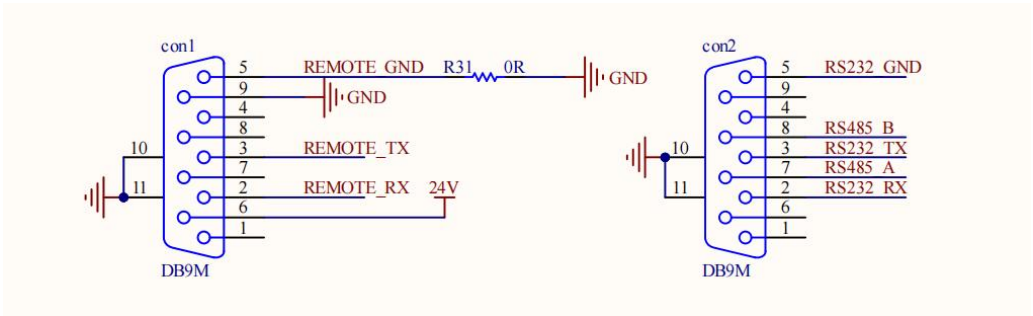 con1
5 REMOTE_GND R31 0R GND
9 GND
4
8
10 3 REMOTE_TX
7
11 2 REMOTE_RX 24V
6
1
DB9M
con2
5 RS232_GND
9
4
8 RS485_B
10 3 RS232_TX
7 RS485_A
11 2 RS232_RX
6
1
DB9M